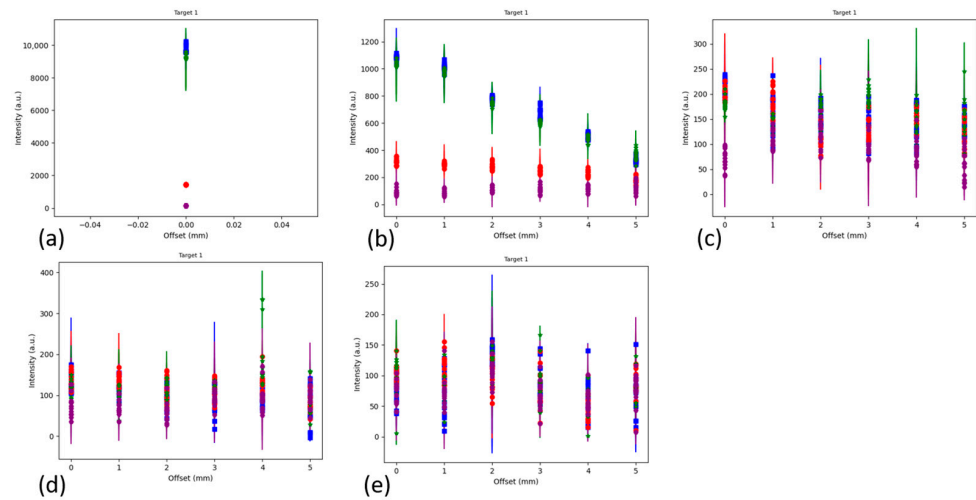 Target 1
Intensity (a.u.)
10,000
8000
6000
4000
2000
0
−0.04 −0.02 0.00 0.02 0.04
Offset (mm)
(a)
Target 1
Intensity (a.u.)
1200
1000
800
600
400
200
0
0 1 2 3 4 5
Offset (mm)
(b)
Target 1
Intensity (a.u.)
300
250
200
150
100
50
0
0 1 2 3 4 5
Offset (mm)
(c)
Target 1
Intensity (a.u.)
400
300
200
100
0
0 1 2 3 4 5
Offset (mm)
(d)
Target 1
Intensity (a.u.)
250
200
150
100
50
0
0 1 2 3 4 5
Offset (mm)
(e)